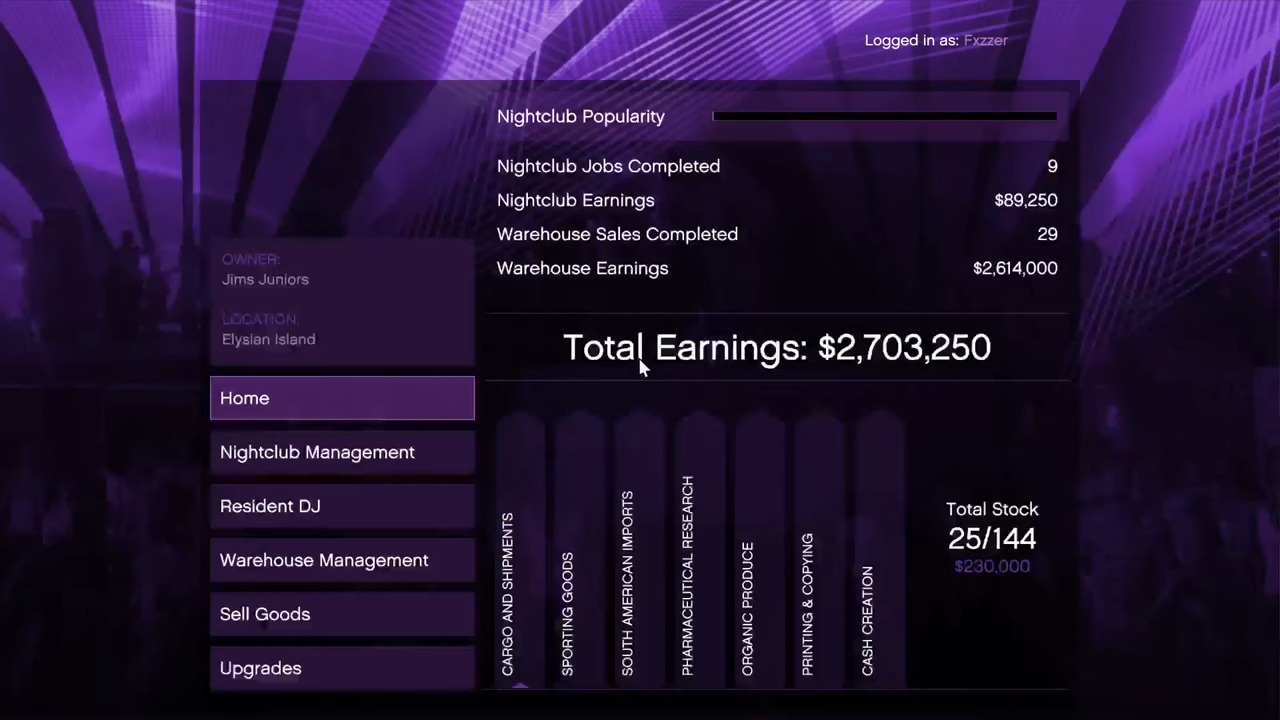 Logged in as: Fxzzer
Nightclub Popularity
Nightclub Jobs Completed 9
Nightclub Earnings $89,250
Warehouse Sales Completed 29
Warehouse Earnings $2,614,000
OWNER:
Jims Juniors
LOCATION:
Elysian Island
Total Earnings: $2,703,250
Home
Nightclub Management
Resident DJ
Warehouse Management
Sell Goods
Upgrades
CARGO AND SHIPMENTS
SPORTING GOODS
SOUTH AMERICAN IMPORTS
PHARMACEUTICAL RESEARCH
ORGANIC PRODUCE
PRINTING & COPYING
CASH CREATION
Total Stock
25/144
$230,000